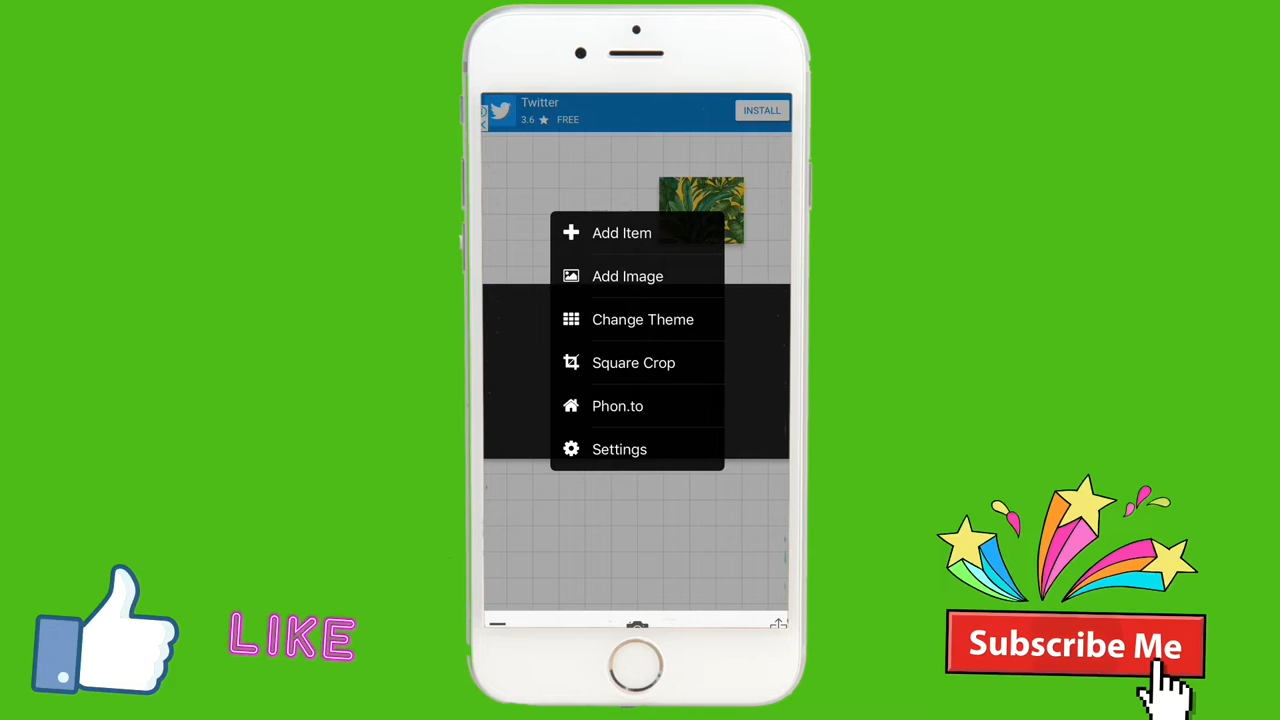 Twitter
3.6 ★ FREE
INSTALL
Add Item
Add Image
Change Theme
Square Crop
Phon.to
Settings
LIKE
Subscribe Me